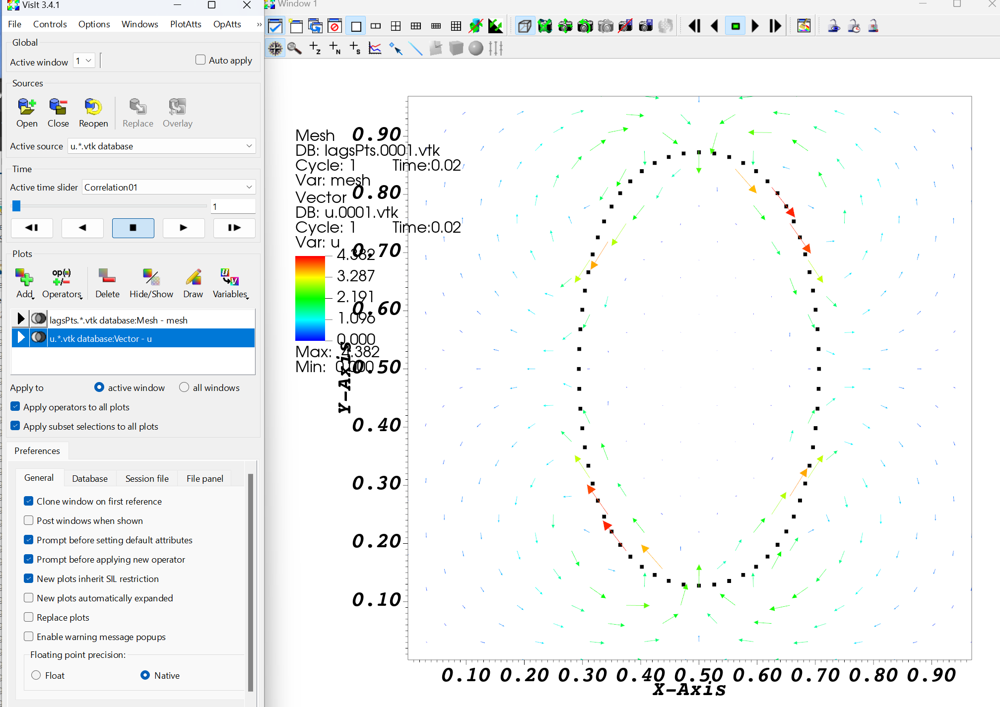 VisIt 3.4.1
File Controls Options Windows PlotAtts OpAtts »
Global
Active window 1 Auto apply
Sources
Open Close Reopen Replace Overlay
Active source u.*.vtk database
Time
Active time slider Correlation01
1
Plots
Add Operators Delete Hide/Show Draw Variables
lagsPts.*.vtk database:Mesh - mesh
u.*.vtk database:Vector - u
Apply to active window all windows
Apply operators to all plots
Apply subset selections to all plots
Preferences
General Database Session file File panel
Clone window on first reference
Post windows when shown
Prompt before setting default attributes
Prompt before applying new operator
New plots inherit SIL restriction
New plots automatically expanded
Replace plots
Enable warning message popups
Floating point precision:
Float Native
Window 1
Mesh
DB: lagsPts.0001.vtk
Cycle: 1 Time:0.02
Var: mesh
Vector
DB: u.0001.vtk
Cycle: 1 Time:0.02
Var: u
4.382
3.287
2.191
1.096
0.000
Max: 4.382
Min: 0.000
0.90
0.80
0.70
0.60
0.50
0.40
0.30
0.20
0.10
Y-Axis
0.10 0.20 0.30 0.40 0.50 0.60 0.70 0.80 0.90
X-Axis